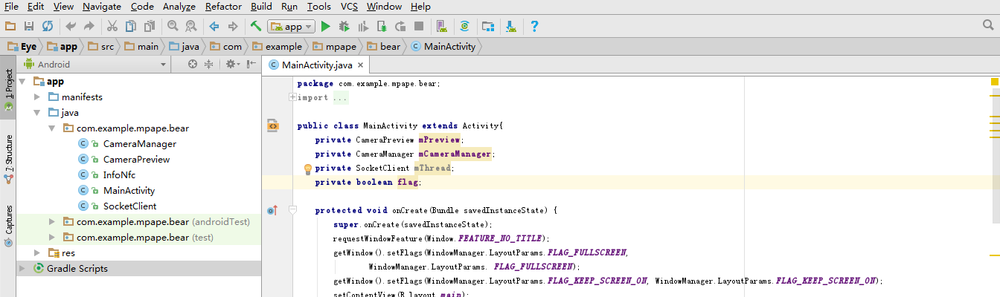 File Edit View Navigate Code Analyze Refactor Build Run Tools VCS Window Help
app
Eye app src main java com example mpape bear MainActivity
Android
MainActivity.java
1: Project
7: Structure
Captures
app
manifests
java
com.example.mpape.bear
CameraManager
CameraPreview
InfoNfc
MainActivity
SocketClient
com.example.mpape.bear (androidTest)
com.example.mpape.bear (test)
res
Gradle Scripts
package com.example.mpape.bear;
import ...
public class MainActivity extends Activity{
private CameraPreview mPreview;
private CameraManager mCameraManager;
private SocketClient mThread;
private boolean flag;
protected void onCreate(Bundle savedInstanceState) {
super.onCreate(savedInstanceState);
requestWindowFeature(Window.FEATURE_NO_TITLE);
getWindow().setFlags(WindowManager.LayoutParams.FLAG_FULLSCREEN,
WindowManager.LayoutParams. FLAG_FULLSCREEN);
getWindow().setFlags(WindowManager.LayoutParams.FLAG_KEEP_SCREEN_ON, WindowManager.LayoutParams.FLAG_KEEP_SCREEN_ON);
setContentView(R.layout.main);